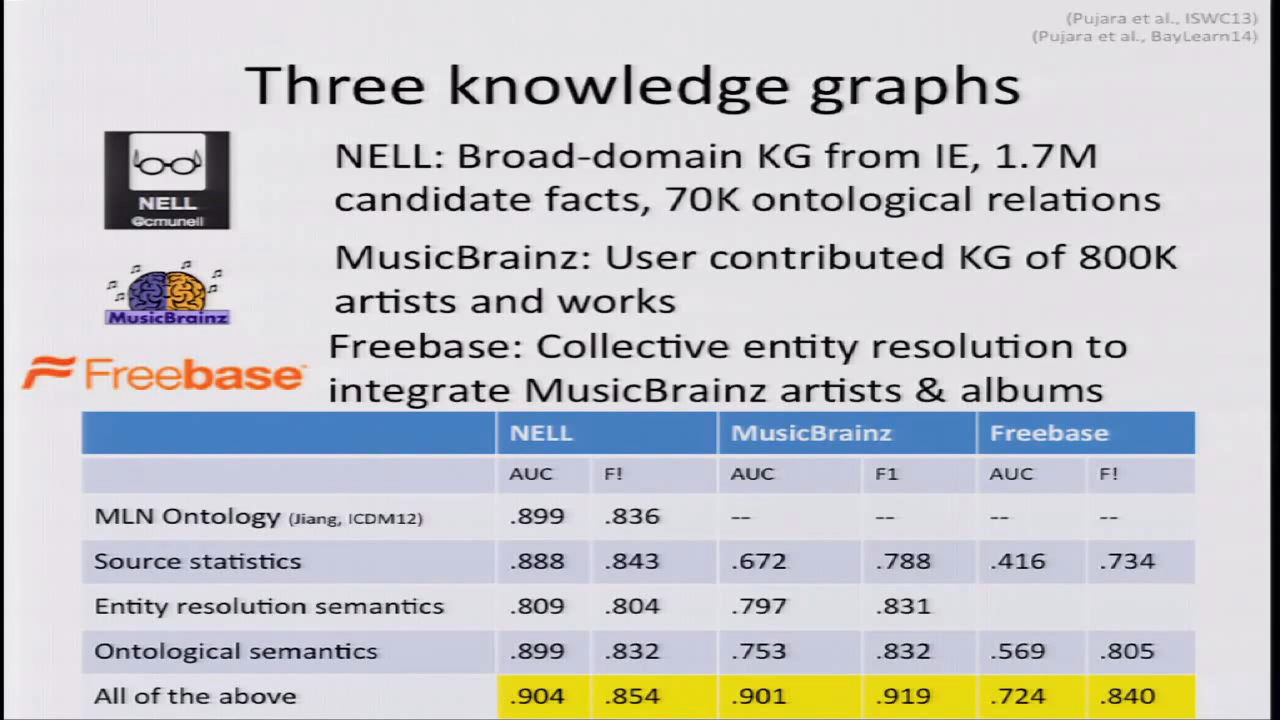 (Pujara et al., ISWC13)
(Pujara et al., BayLearn14)
Three knowledge graphs
NELL
@cmunell
NELL: Broad-domain KG from IE, 1.7M
candidate facts, 70K ontological relations
MusicBrainz
MusicBrainz: User contributed KG of 800K
artists and works
Freebase
Freebase: Collective entity resolution to
integrate MusicBrainz artists & albums
NELL MusicBrainz Freebase
AUC F! AUC F1 AUC F!
MLN Ontology (Jiang, ICDM12) .899 .836 -- -- -- --
Source statistics .888 .843 .672 .788 .416 .734
Entity resolution semantics .809 .804 .797 .831
Ontological semantics .899 .832 .753 .832 .569 .805
All of the above .904 .854 .901 .919 .724 .840